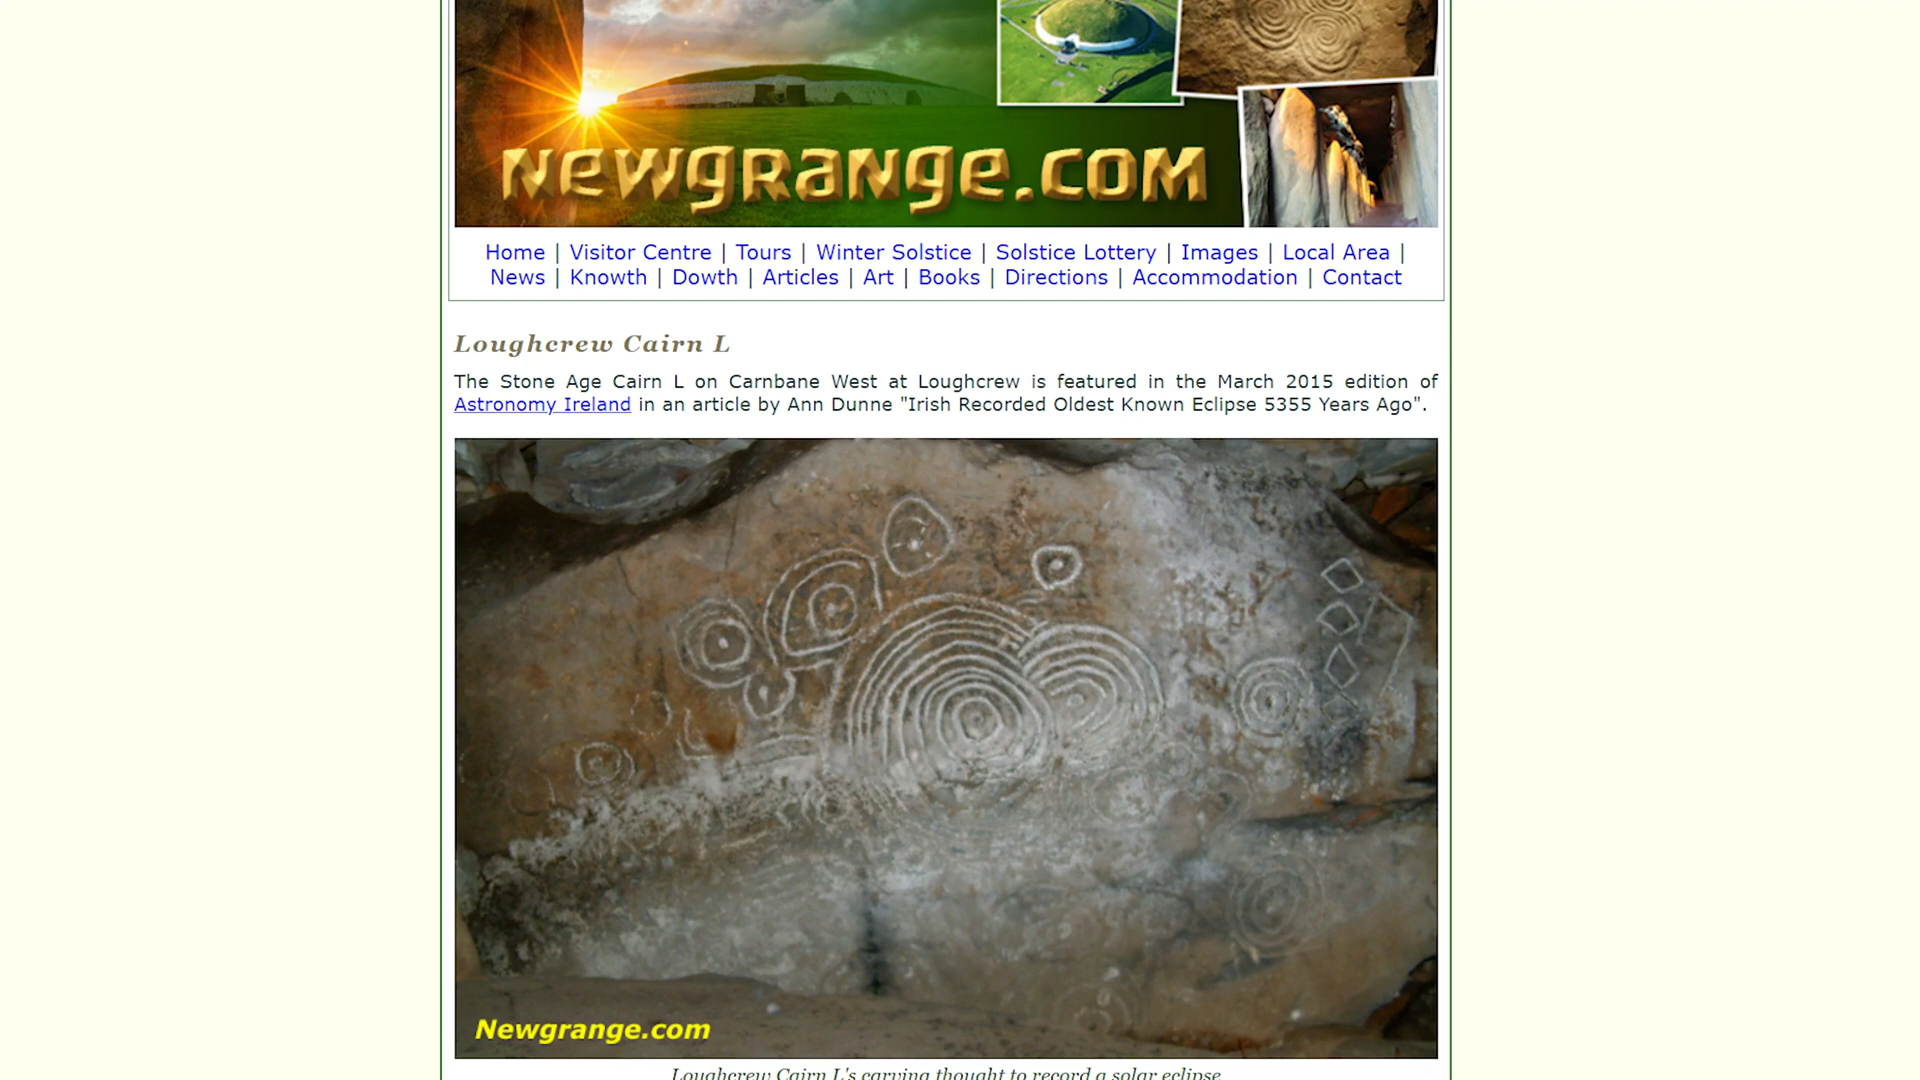 Newgrange.com
Home | Visitor Centre | Tours | Winter Solstice | Solstice Lottery | Images | Local Area |
News | Knowth | Dowth | Articles | Art | Books | Directions | Accommodation | Contact
Loughcrew Cairn L
The Stone Age Cairn L on Carnbane West at Loughcrew is featured in the March 2015 edition of
Astronomy Ireland in an article by Ann Dunne "Irish Recorded Oldest Known Eclipse 5355 Years Ago".
Newgrange.com
Loughcrew Cairn L's carving thought to record a solar eclipse